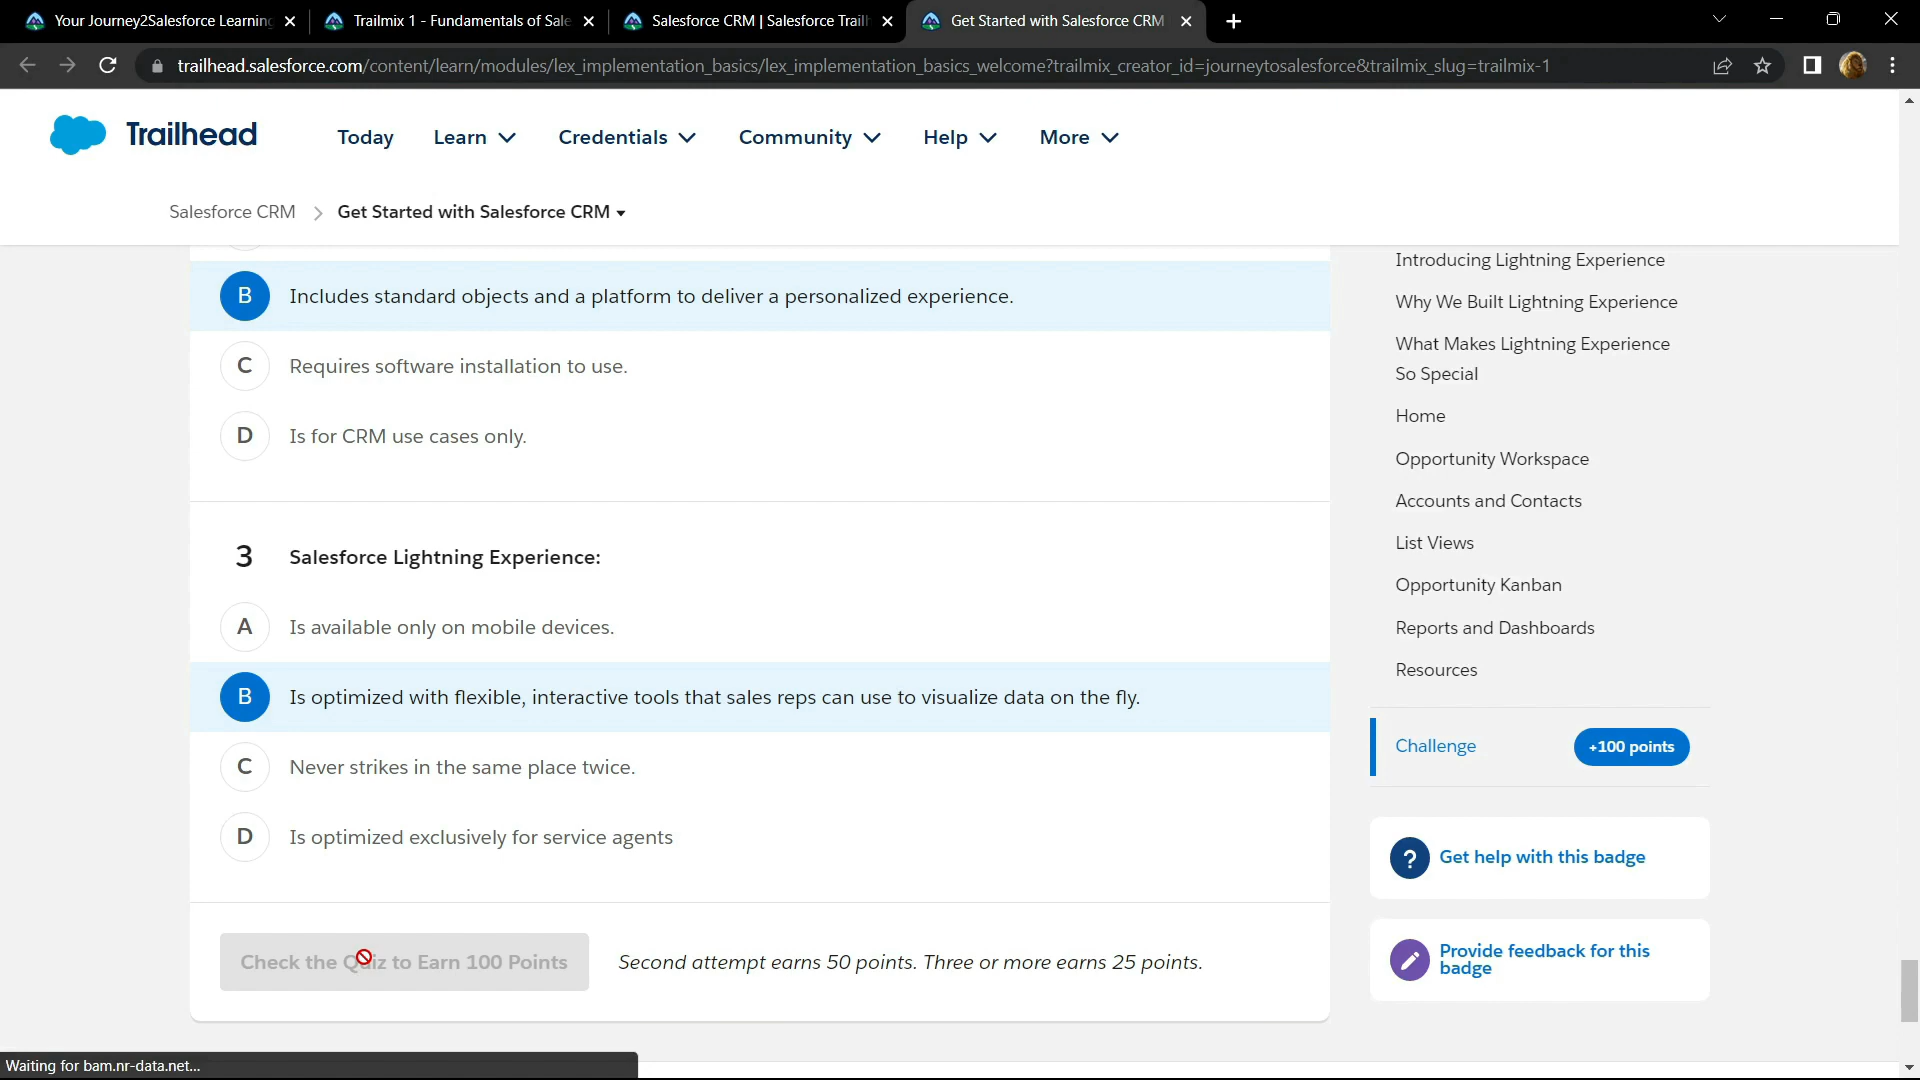 Your Journey2Salesforce Learning
Trailmix 1 - Fundamentals of Sale
Salesforce CRM | Salesforce Trailh
Get Started with Salesforce CRM
trailhead.salesforce.com/content/learn/modules/lex_implementation_basics/lex_implementation_basics_welcome?trailmix_creator_id=journeytosalesforce&trailmix_slug=trailmix-1
Trailhead
Today
Learn
Credentials
Community
Help
More
Salesforce CRM > Get Started with Salesforce CRM
B Includes standard objects and a platform to deliver a personalized experience.
C Requires software installation to use.
D Is for CRM use cases only.
3 Salesforce Lightning Experience:
A Is available only on mobile devices.
B Is optimized with flexible, interactive tools that sales reps can use to visualize data on the fly.
C Never strikes in the same place twice.
D Is optimized exclusively for service agents
Check the Quiz to Earn 100 Points
Second attempt earns 50 points. Three or more earns 25 points.
Introducing Lightning Experience
Why We Built Lightning Experience
What Makes Lightning Experience
So Special
Home
Opportunity Workspace
Accounts and Contacts
List Views
Opportunity Kanban
Reports and Dashboards
Resources
Challenge
+100 points
? Get help with this badge
Provide feedback for this
badge
Waiting for bam.nr-data.net...